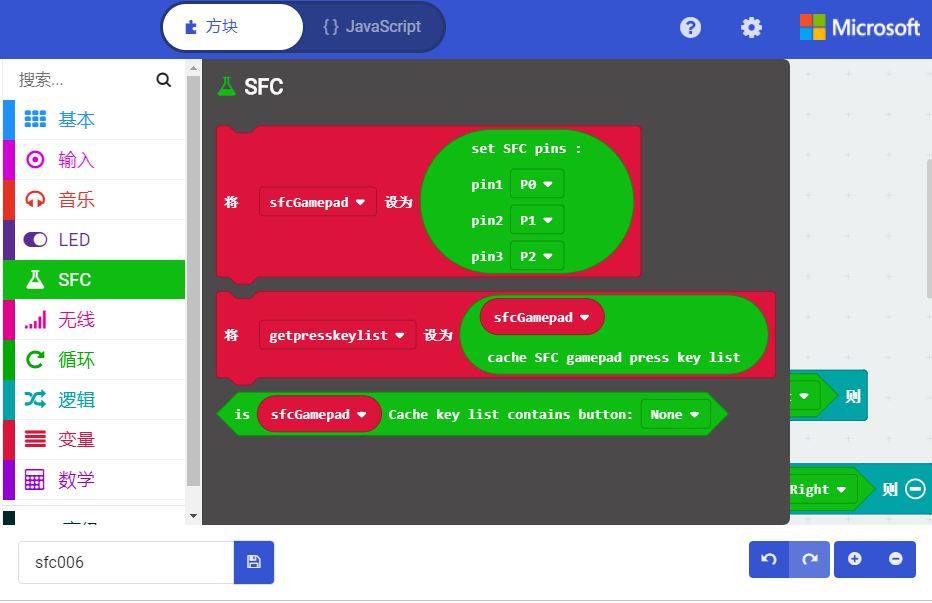 方块
{ } JavaScript
Microsoft
搜索...
基本
输入
音乐
LED
SFC
无线
循环
逻辑
变量
数学
SFC
将 sfcGamepad 设为
set SFC pins :
pin1 P0
pin2 P1
pin3 P2
将 getpresskeylist 设为
sfcGamepad
cache SFC gamepad press key list
is sfcGamepad Cache key list contains button: None
则
Right 则
sfc006